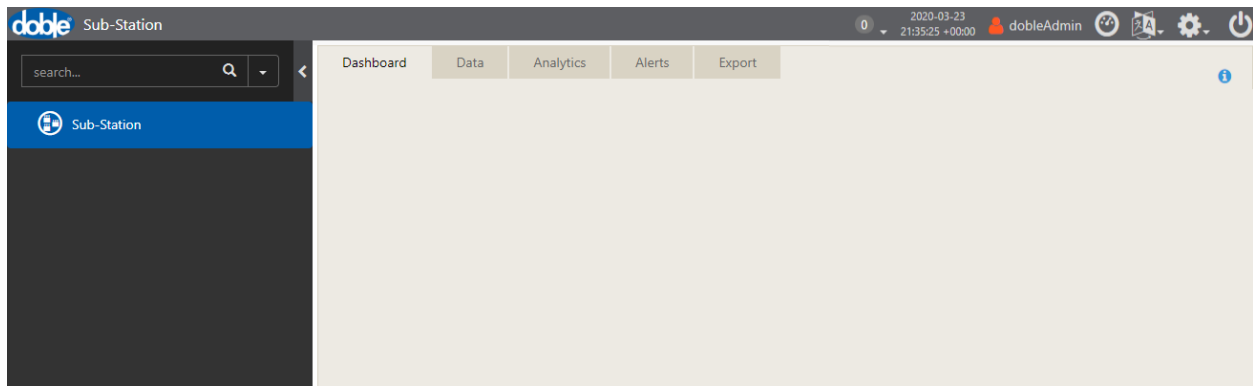 doble Sub-Station
0
2020-03-23
21:35:25 +00:00
dobleAdmin
search...
Dashboard Data Analytics Alerts Export
Sub-Station